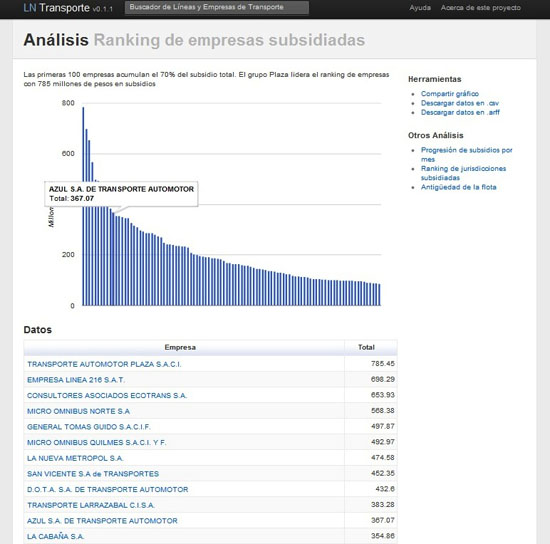 LN Transporte v0.1.1
Buscador de Líneas y Empresas de Transporte
Ayuda
Acerca de este proyecto
Análisis Ranking de empresas subsidiadas
Las primeras 100 empresas acumulan el 70% del subsidio total. El grupo Plaza lidera el ranking de empresas
con 785 millones de pesos en subsidios
Herramientas
Compartir gráfico
Descargar datos en .csv
Descargar datos en .arff
Otros Análisis
Progresión de subsidios por
mes
Ranking de jurisdicciones
subsidiadas
Antigüedad de la flota
800
600
AZUL S.A. DE TRANSPORTE AUTOMOTOR
Total: 367.07
200
0
Datos
Empresa Total
TRANSPORTE AUTOMOTOR PLAZA S.A.C.I. 785.45
EMPRESA LINEA 216 S.A.T. 698.29
CONSULTORES ASOCIADOS ECOTRANS S.A. 653.93
MICRO OMNIBUS NORTE S.A 568.38
GENERAL TOMAS GUIDO S.A.C.I.F. 497.87
MICRO OMNIBUS QUILMES S.A.C.I. Y F. 492.97
LA NUEVA METROPOL S.A. 474.58
SAN VICENTE S.A de TRANSPORTES 452.35
D.O.T.A. S.A. DE TRANSPORTE AUTOMOTOR 432.6
TRANSPORTE LARRAZABAL C.I.S.A. 383.28
AZUL S.A. DE TRANSPORTE AUTOMOTOR 367.07
LA CABAÑA S.A. 354.86